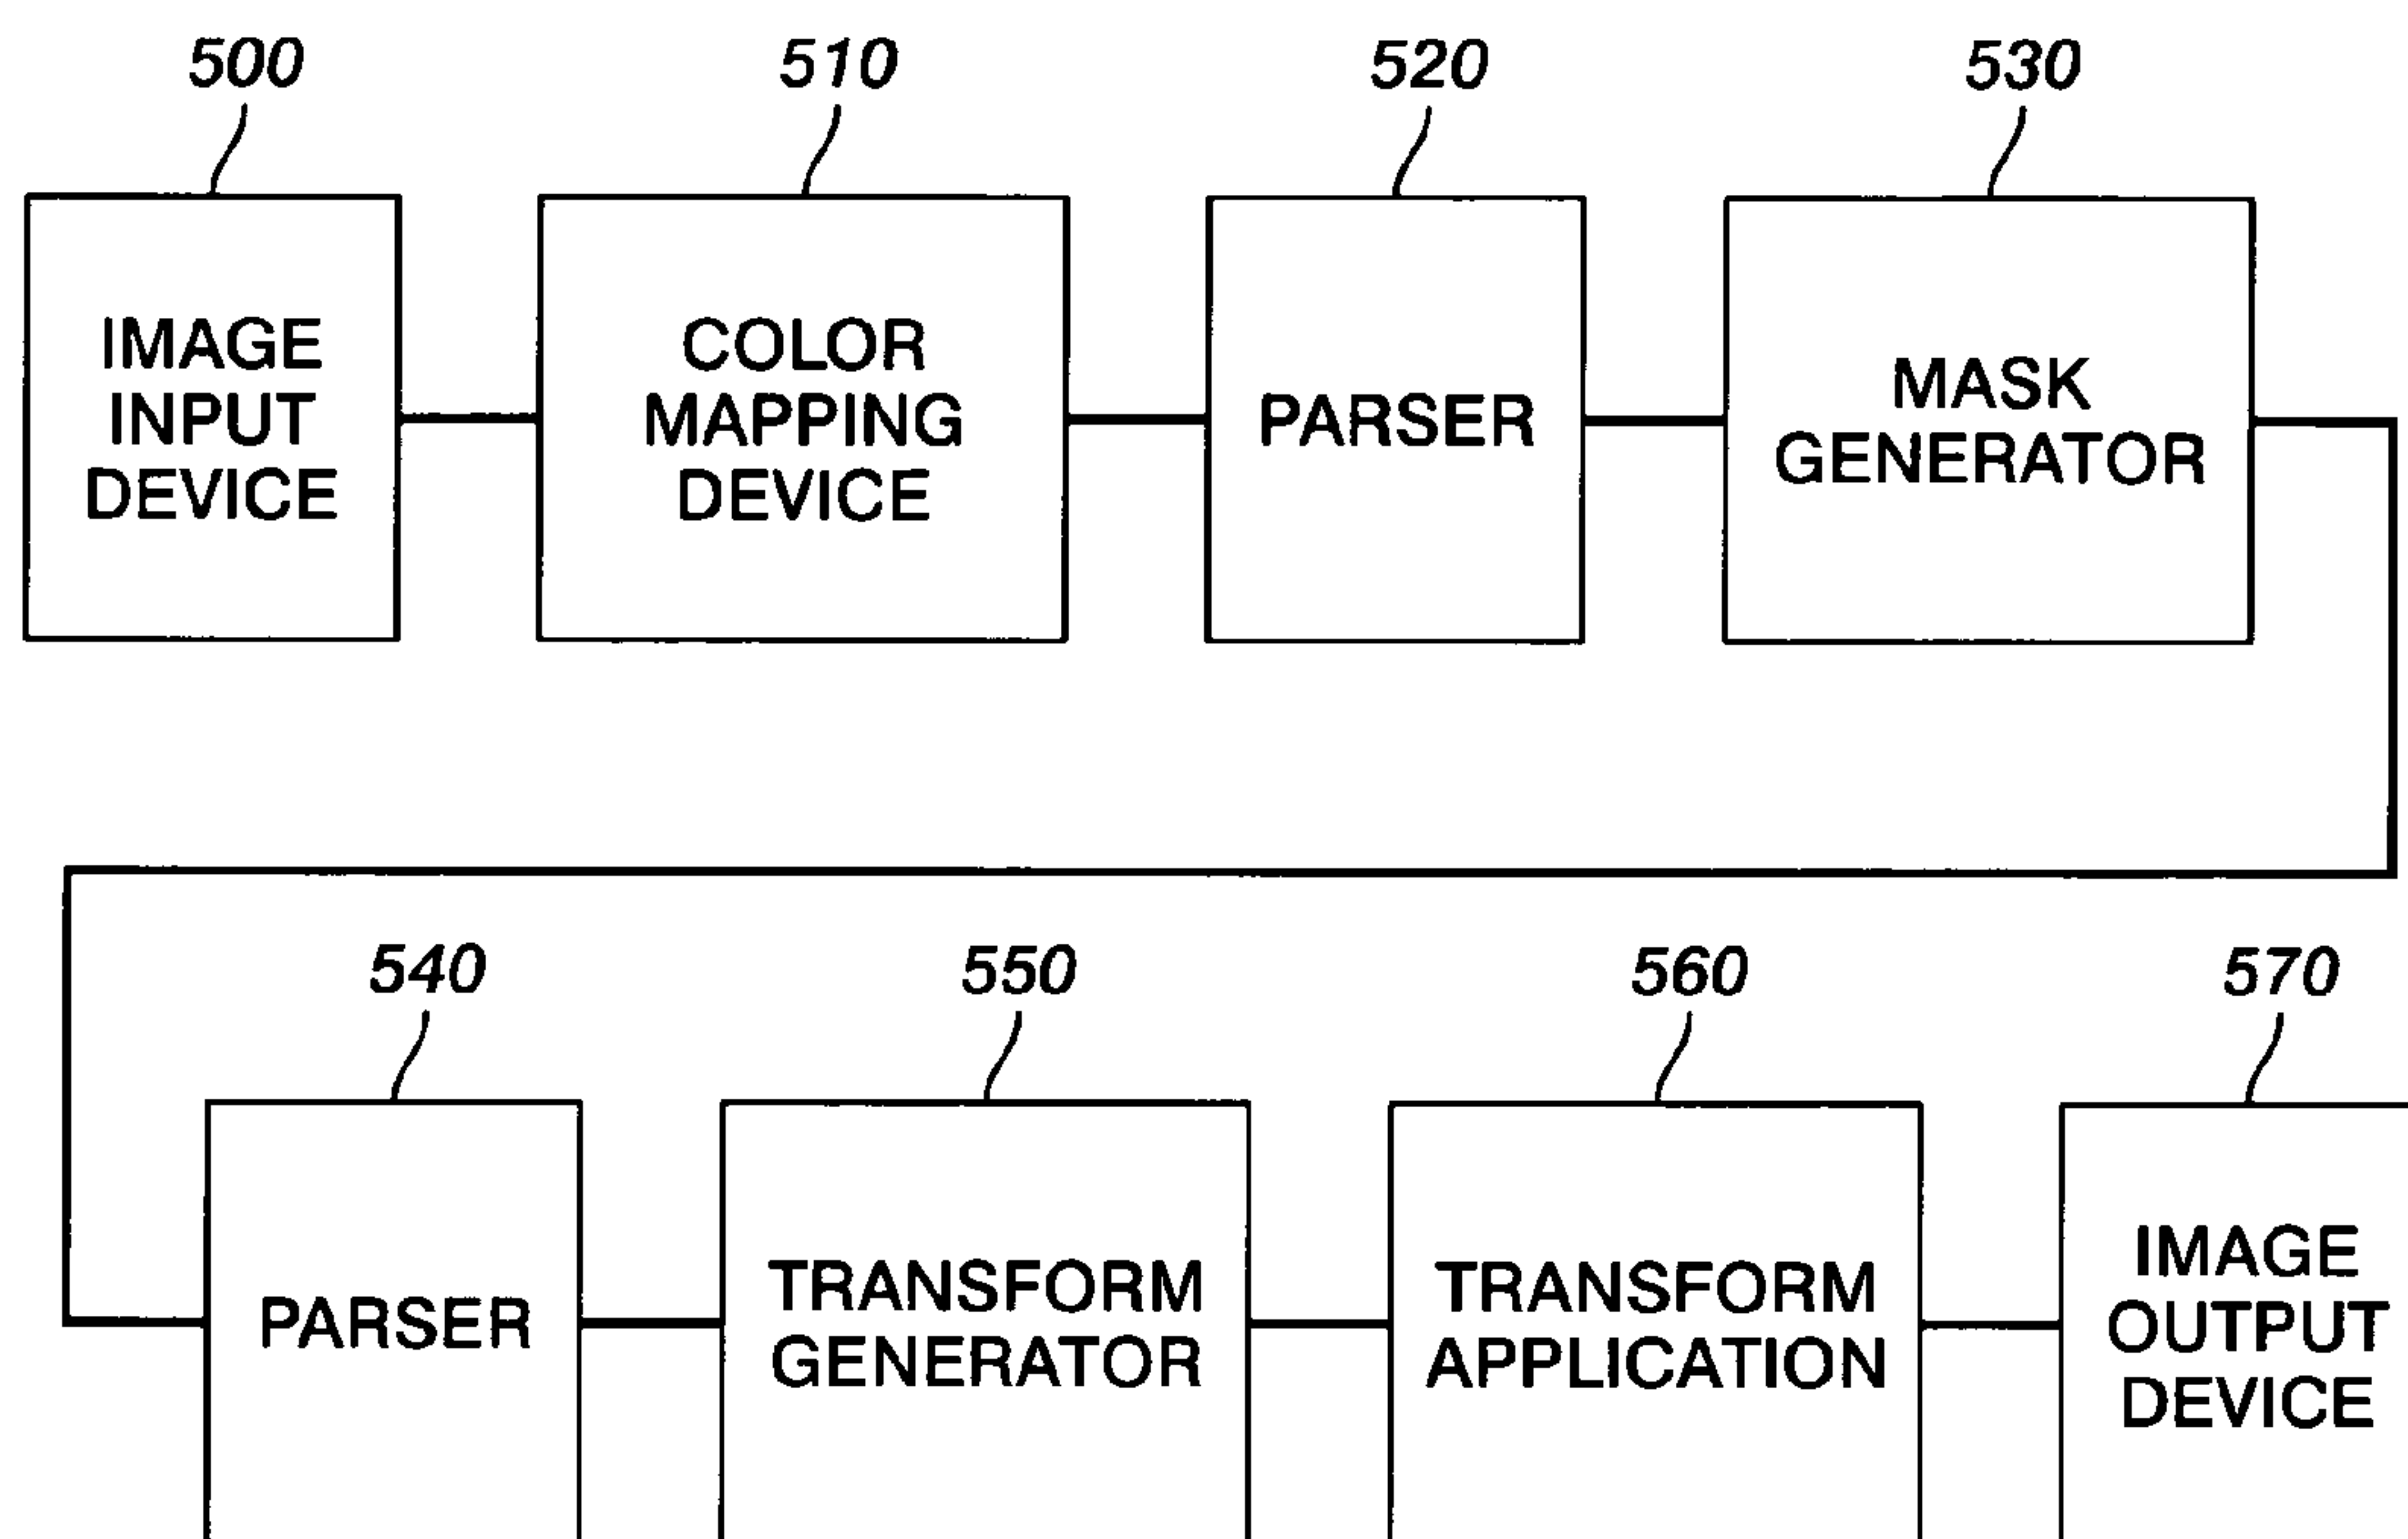 500
510
520
530
IMAGE
INPUT
DEVICE
COLOR
MAPPING
DEVICE
PARSER
MASK
GENERATOR
540
550
560
570
PARSER
TRANSFORM
GENERATOR
TRANSFORM
APPLICATION
IMAGE
OUTPUT
DEVICE